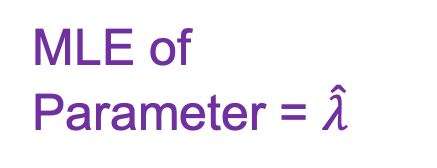 MLE of
Parameter = λ̂